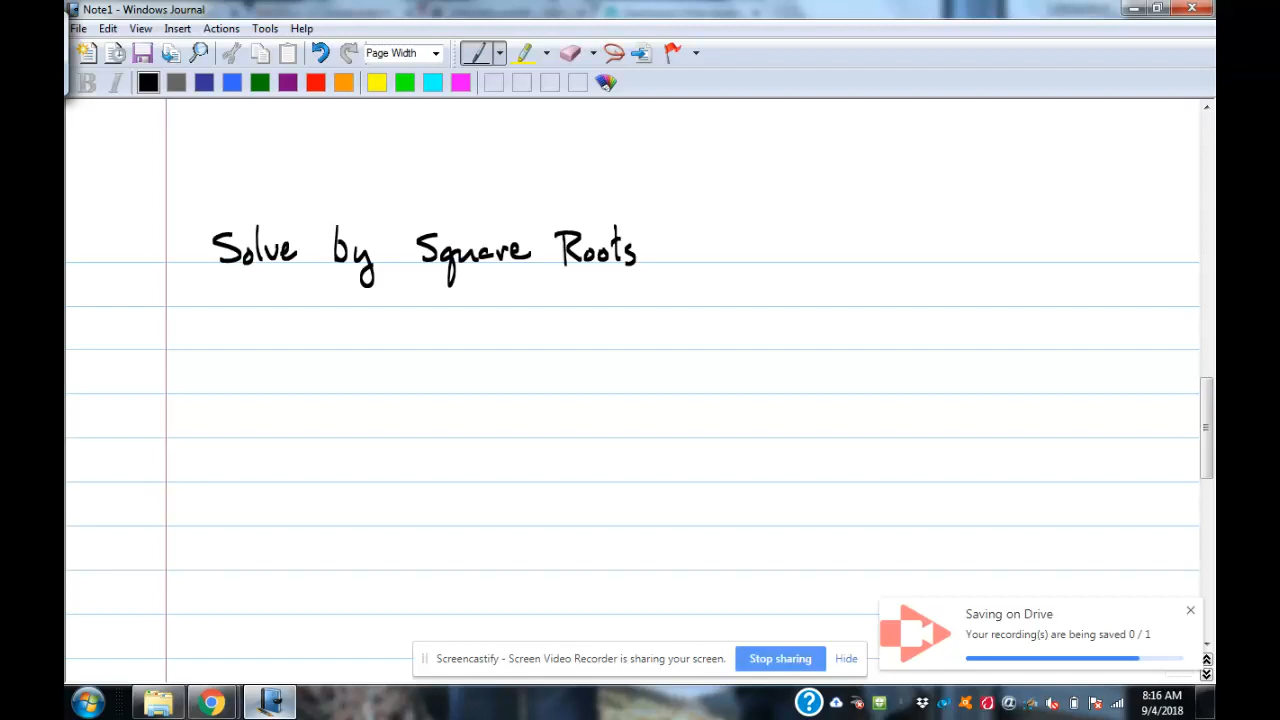 Note1 - Windows Journal
File Edit View Insert Actions Tools Help
Page Width
B I
Solve by Square Roots
Saving on Drive
Your recording(s) are being saved 0 / 1
Screencastify - Screen Video Recorder is sharing your screen. Stop sharing Hide
8:16 AM
9/4/2018